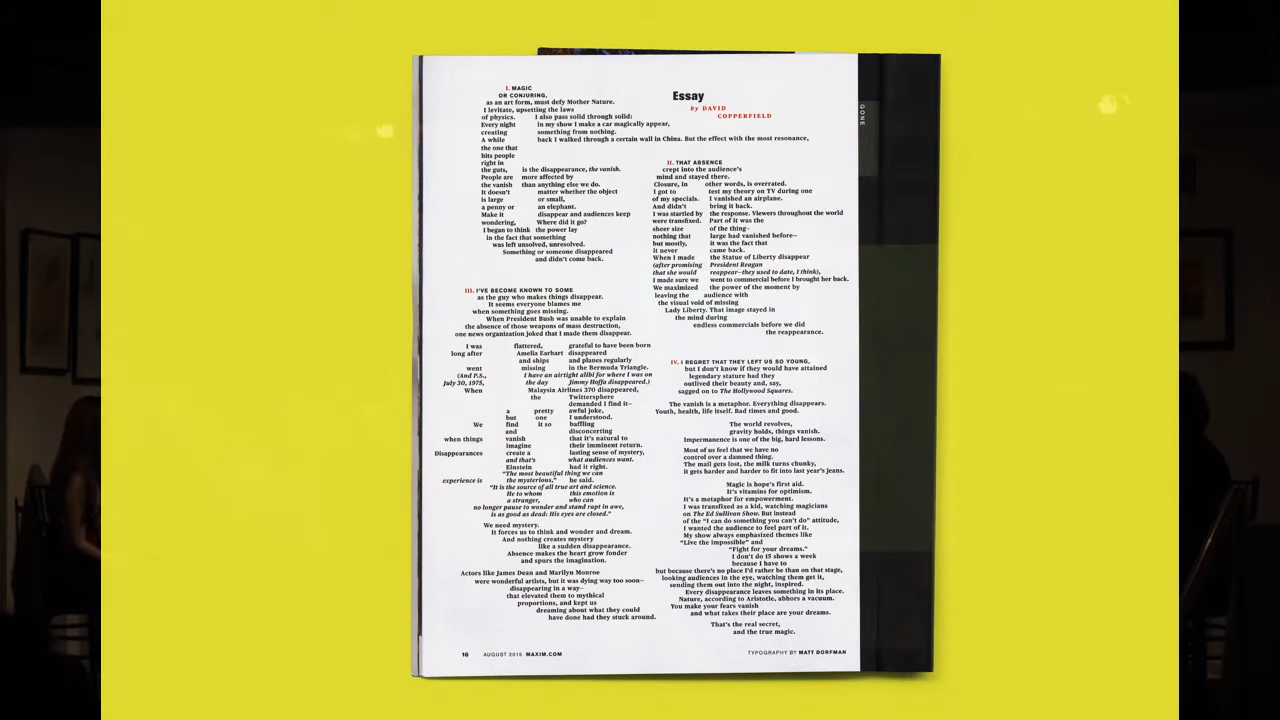 I. MAGIC
OR CONJURING,
as an art form, must defy Mother Nature.
I levitate, upsetting the laws
of physics. I also pass solid through solid:
Every night in my show I make a car magically appear,
creating something from nothing.
A while back I walked through a certain wall in China. But the effect with the most resonance,
the one that
hits people
right in
the guts, is the disappearance, the vanish.
People are more affected by
the vanish than anything else we do.
It doesn't matter whether the object
is large or small,
a penny or an elephant.
Make it disappear and audiences keep
wondering, Where did it go?
I began to think the power lay
in the fact that something
was left unsolved, unresolved.
Something or someone disappeared
and didn't come back.
Essay
by DAVID
COPPERFIELD
II. THAT ABSENCE
crept into the audience's
mind and stayed there.
Closure, in other words, is overrated.
I got to test my theory on TV during one
of my specials. I vanished an airplane.
And didn't bring it back.
I was startled by the response. Viewers throughout the world
were transfixed. Part of it was the
sheer size of the thing–
nothing that large had vanished before–
but mostly, it was the fact that
it never came back.
When I made the Statue of Liberty disappear
(after promising President Reagan
that she would reappear–they used to date, I think),
I made sure we went to commercial before I brought her back.
We maximized the power of the moment by
leaving the audience with
the visual void of missing
Lady Liberty. That image stayed in
the mind during
endless commercials before we did
the reappearance.
III. I'VE BECOME KNOWN TO SOME
as the guy who makes things disappear.
It seems everyone blames me
when something goes missing.
When President Bush was unable to explain
the absence of those weapons of mass destruction,
one news organization joked that I made them disappear.
I was flattered, grateful to have been born
long after Amelia Earhart disappeared
and ships and planes regularly
went missing in the Bermuda Triangle.
(And P.S., I have an airtight alibi for where I was on
July 30, 1975, the day Jimmy Hoffa disappeared.)
When Malaysia Airlines 370 disappeared,
the Twittersphere
demanded I find it–
a pretty awful joke,
but one I understood.
We find it so baffling
and disconcerting
when things vanish that it's natural to
imagine their imminent return.
Disappearances create a lasting sense of mystery,
and that's what audiences want.
Einstein had it right.
"The most beautiful thing we can
experience is the mysterious," he said.
"It is the source of all true art and science.
He to whom this emotion is
a stranger, who can
no longer pause to wonder and stand rapt in awe,
is as good as dead: His eyes are closed."
We need mystery.
It forces us to think and wonder and dream.
And nothing creates mystery
like a sudden disappearance.
Absence makes the heart grow fonder
and spurs the imagination.
Actors like James Dean and Marilyn Monroe
were wonderful artists, but it was dying way too soon–
disappearing in a way–
that elevated them to mythical
proportions, and kept us
dreaming about what they could
have done had they stuck around.
IV. I REGRET THAT THEY LEFT US SO YOUNG,
but I don't know if they would have attained
legendary stature had they
outlived their beauty and, say,
sagged on to The Hollywood Squares.
The vanish is a metaphor. Everything disappears.
Youth, health, life itself. Bad times and good.
The world revolves,
gravity holds, things vanish.
Impermanence is one of the big, hard lessons.
Most of us feel that we have no
control over a damned thing.
The mail gets lost, the milk turns chunky,
it gets harder and harder to fit into last year's jeans.
Magic is hope's first aid.
It's vitamins for optimism.
It's a metaphor for empowerment.
I was transfixed as a kid, watching magicians
on The Ed Sullivan Show. But instead
of the "I can do something you can't do" attitude,
I wanted the audience to feel part of it.
My show always emphasized themes like
"Live the impossible" and
"Fight for your dreams."
I don't do 15 shows a week
because I have to
but because there's no place I'd rather be than on that stage,
looking audiences in the eye, watching them get it,
sending them out into the night, inspired.
Every disappearance leaves something in its place.
Nature, according to Aristotle, abhors a vacuum.
You make your fears vanish
and what takes their place are your dreams.
That's the real secret,
and the true magic.
16 AUGUST 2015 MAXIM.COM
TYPOGRAPHY BY MATT DORFMAN
GONE